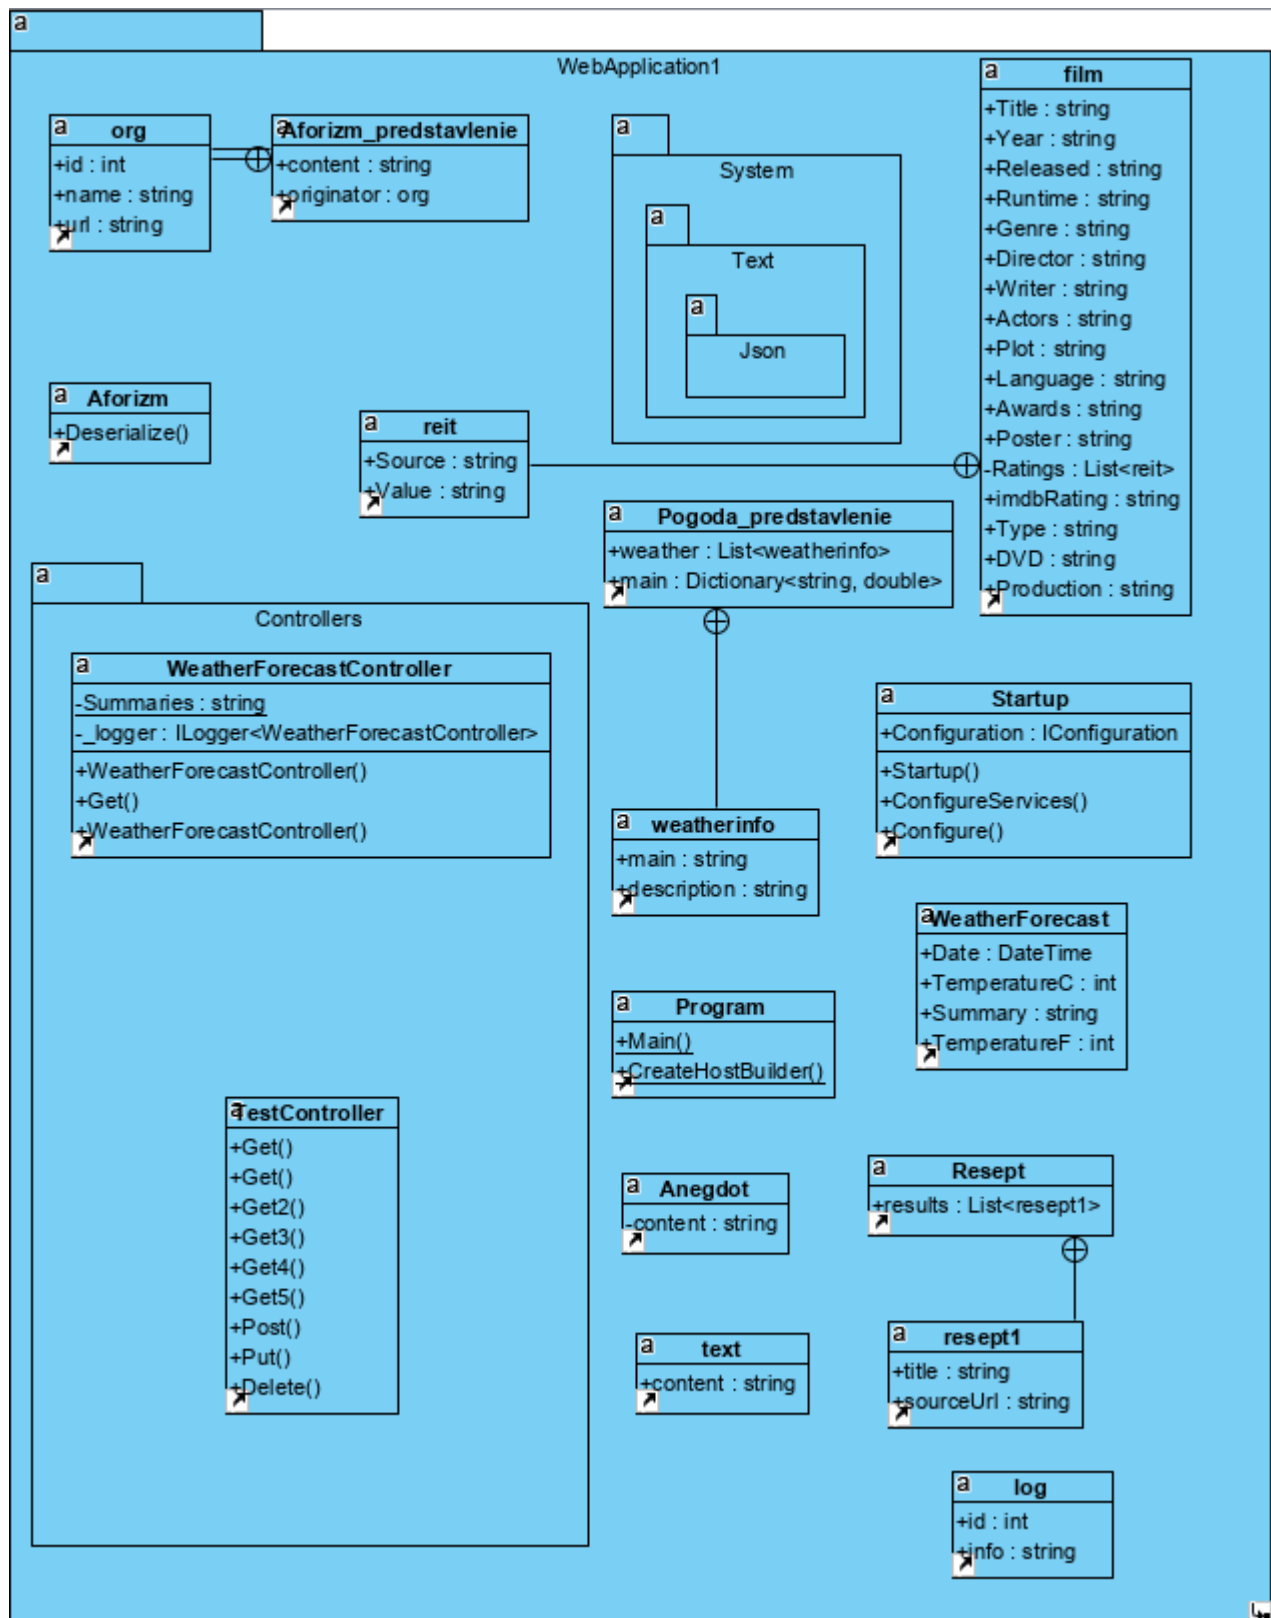 a
WebApplication1
a
org
+id : int
+name : string
+url : string
a
Aforizm_predstavlenie
+content : string
+originator : org
a
System
a
Text
a
Json
a
film
+Title : string
+Year : string
+Released : string
+Runtime : string
+Genre : string
+Director : string
+Writer : string
+Actors : string
+Plot : string
+Language : string
+Awards : string
+Poster : string
-Ratings : List<reit>
+imdbRating : string
+Type : string
+DVD : string
+Production : string
a
Aforizm
+Deserialize()
a
reit
+Source : string
+Value : string
a
Pogoda_predstavlenie
+weather : List<weatherinfo>
+main : Dictionary<string, double>
a
Controllers
a
WeatherForecastController
-Summaries : string
-_logger : ILogger<WeatherForecastController>
+WeatherForecastController()
+Get()
+WeatherForecastController()
a
Startup
+Configuration : IConfiguration
+Startup()
+ConfigureServices()
+Configure()
a
weatherinfo
+main : string
+description : string
a
WeatherForecast
+Date : DateTime
+TemperatureC : int
+Summary : string
+TemperatureF : int
a
Program
+Main()
+CreateHostBuilder()
a
TestController
+Get()
+Get()
+Get2()
+Get3()
+Get4()
+Get5()
+Post()
+Put()
+Delete()
a
Anegdot
-content : string
a
Resept
+results : List<resept1>
a
text
+content : string
a
resept1
+title : string
+sourceUrl : string
a
log
+id : int
+info : string